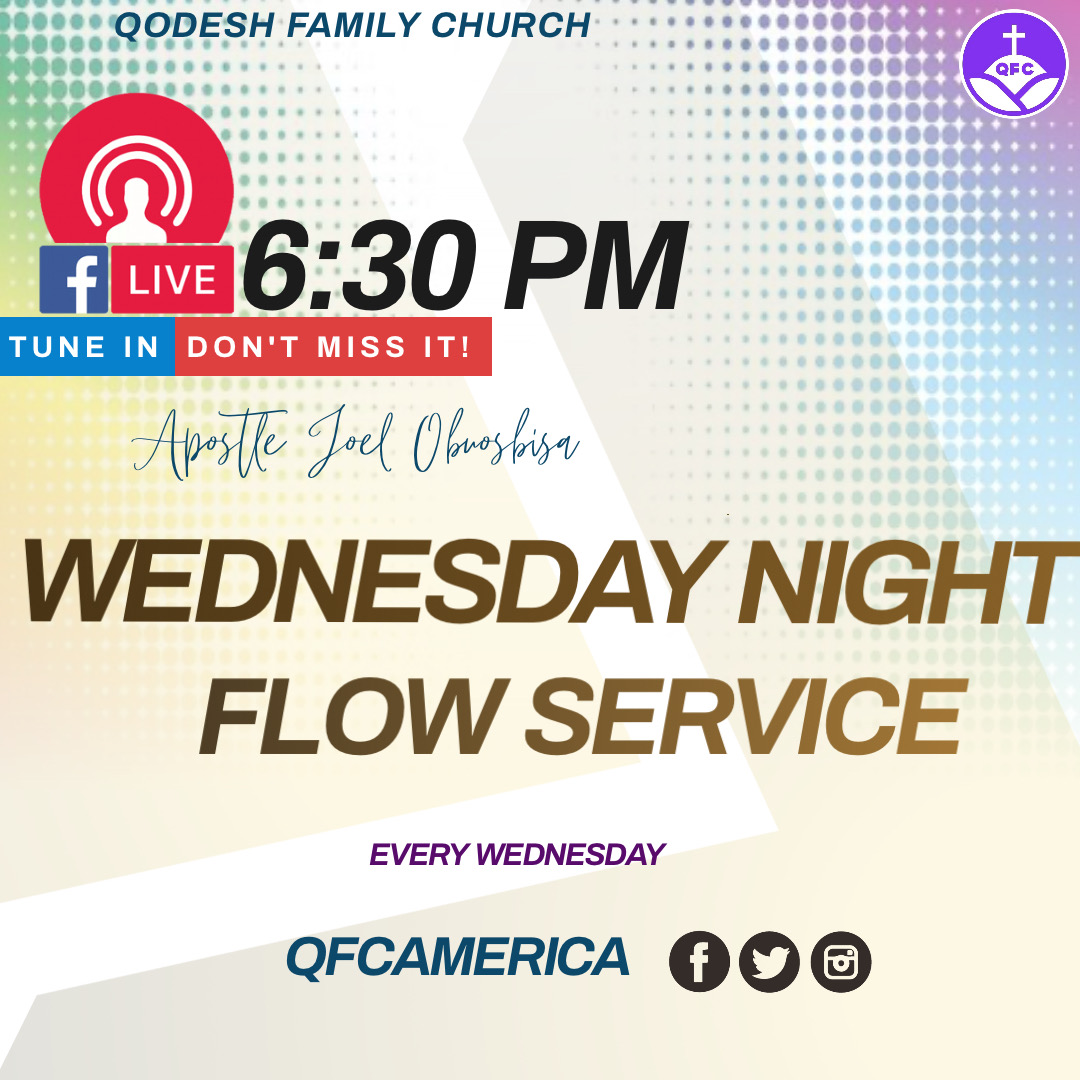 QODESH FAMILY CHURCH
QFC
6:30 PM
f LIVE
TUNE IN DON'T MISS IT!
Apostle Joel Obuosbisa
WEDNESDAY NIGHT
FLOW SERVICE
EVERY WEDNESDAY
QFCAMERICA